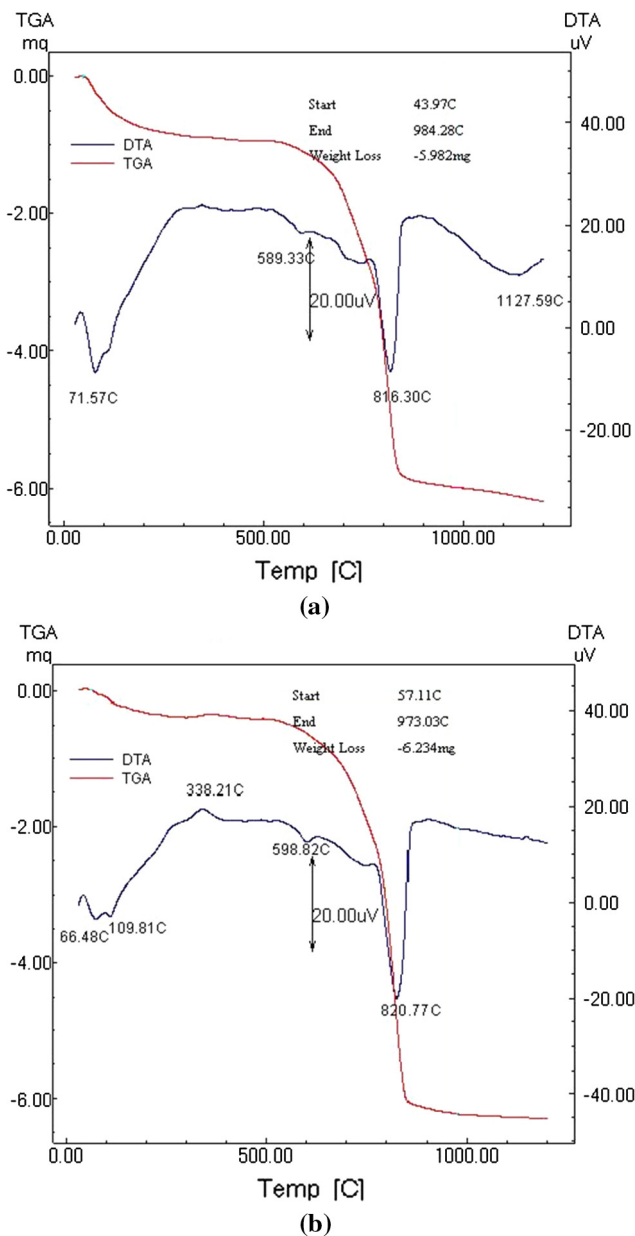 TGA
mq
DTA
uV
0.00
-2.00
-4.00
-6.00
40.00
20.00
0.00
-20.00
Start 43.97C
End 984.28C
Weight Loss -5.982mg
DTA
TGA
589.33C
20.00uV
1127.59C
71.57C
816.30C
0.00 500.00 1000.00
Temp [C]
(a)
TGA
mq
DTA
uV
0.00
-2.00
-4.00
-6.00
40.00
20.00
0.00
-20.00
-40.00
Start 57.11C
End 973.03C
Weight Loss -6.234mg
DTA
TGA
338.21C
598.82C
20.00uV
66.48C
109.81C
820.77C
0.00 500.00 1000.00
Temp [C]
(b)